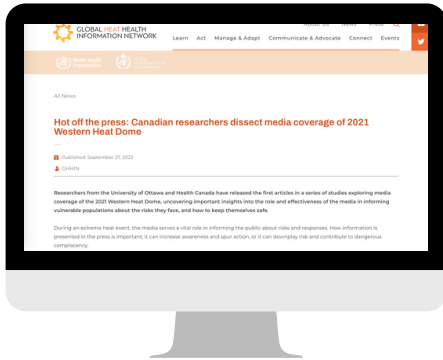 About Us News Press
GLOBAL HEAT HEALTH
INFORMATION NETWORK
Learn Act Manage & Adapt Communicate & Advocate Connect Events
World Health
Organization
All News
Hot off the press: Canadian researchers dissect media coverage of 2021
Western Heat Dome
Published: September 27, 2023
GHHIN
Researchers from the University of Ottawa and Health Canada have released the first articles in a series of studies exploring media
coverage of the 2021 Western Heat Dome, uncovering important insights into the role and effectiveness of the media in informing
vulnerable populations about the risks they face, and how to keep themselves safe.
During an extreme heat event, the media serves a vital role in informing the public about risks and responses. How information is
presented in the press is important; it can increase awareness and spur action, or it can downplay risk and contribute to dangerous
complacency.